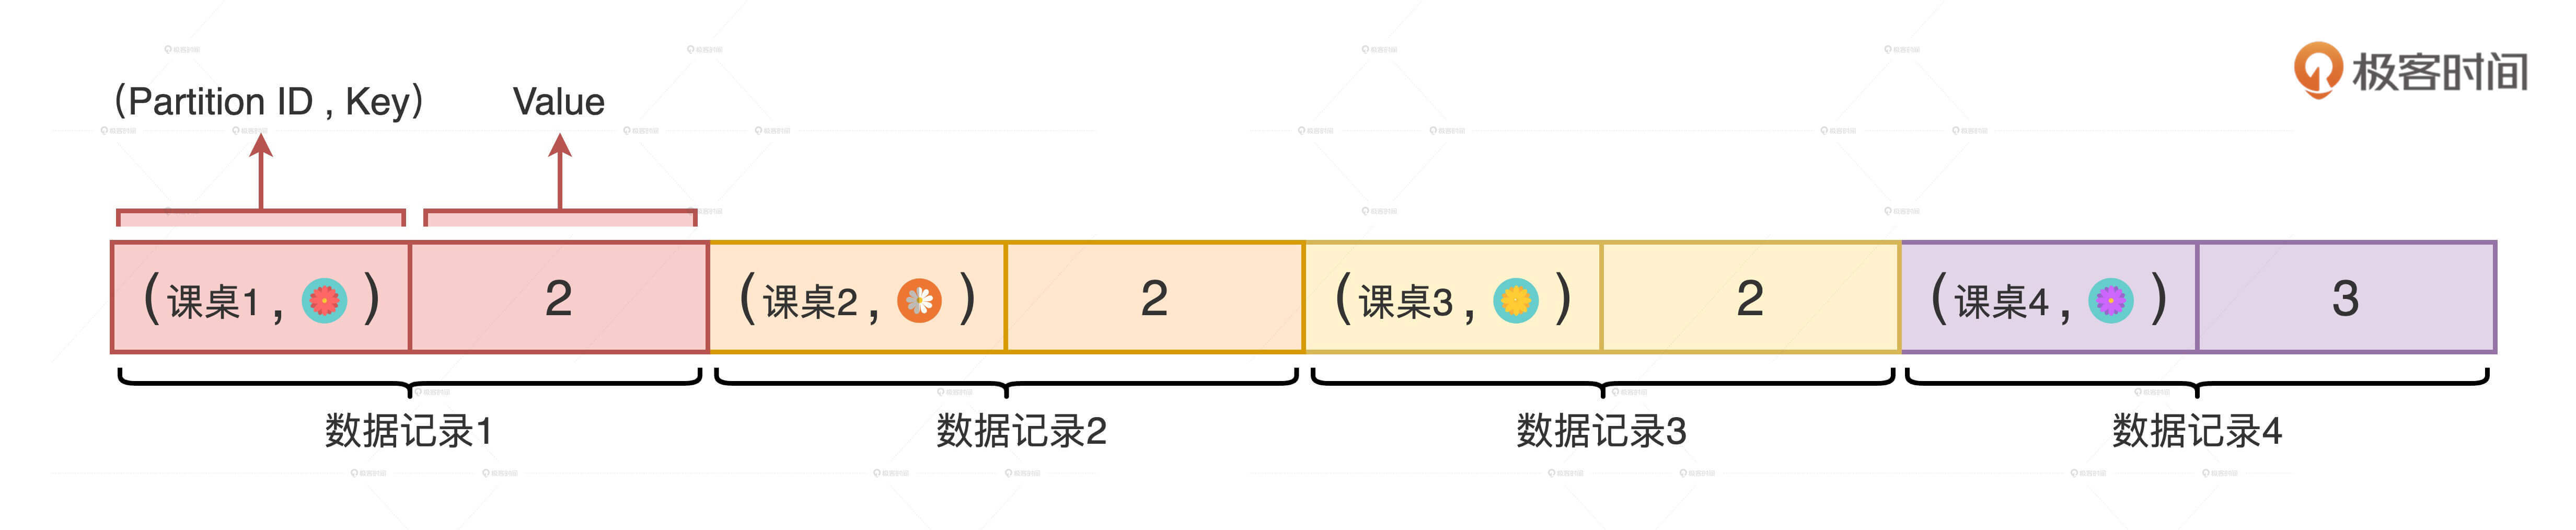 极客时间
(Partition ID , Key) Value
(课桌1 , ) 2 (课桌2 , ) 2 (课桌3 , ) 2 (课桌4 , ) 3
数据记录1 数据记录2 数据记录3 数据记录4